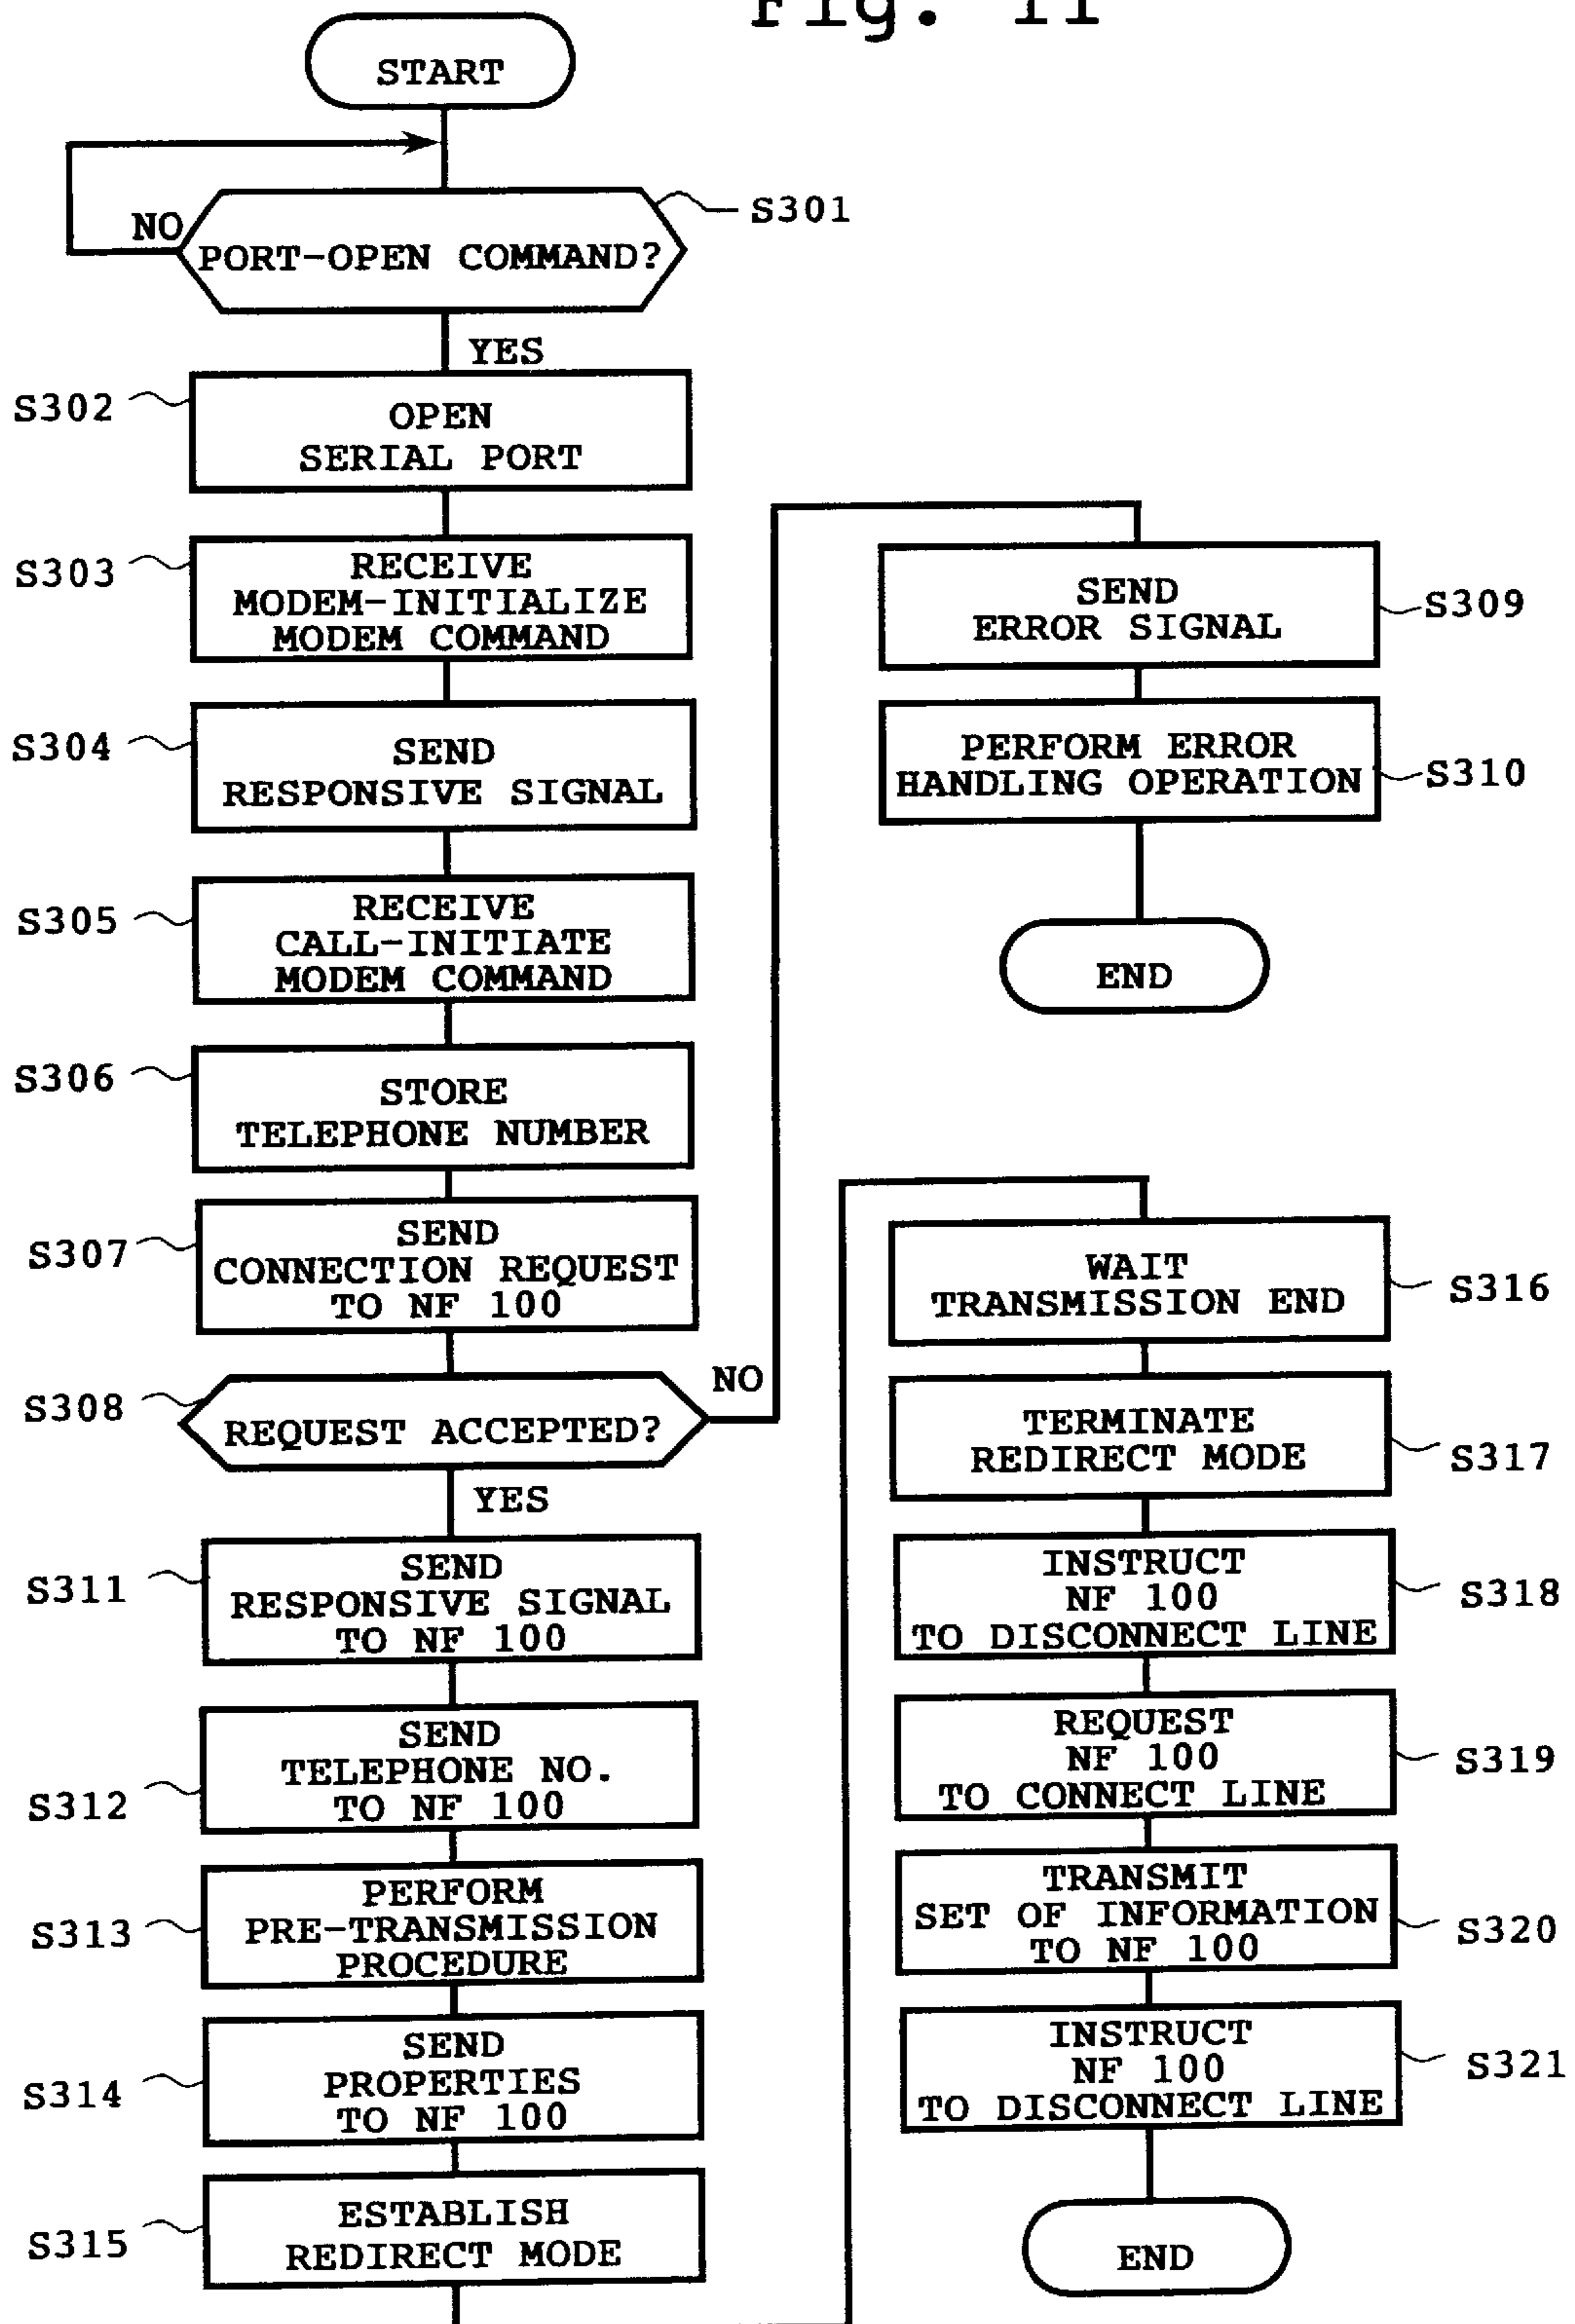 Fig. 11
START
NO
PORT-OPEN COMMAND?
S301
YES
S302
OPEN
SERIAL PORT
S303
RECEIVE
MODEM-INITIALIZE
MODEM COMMAND
S304
SEND
RESPONSIVE SIGNAL
S305
RECEIVE
CALL-INITIATE
MODEM COMMAND
S306
STORE
TELEPHONE NUMBER
S307
SEND
CONNECTION REQUEST
TO NF 100
S308
REQUEST ACCEPTED?
NO
YES
SEND
ERROR SIGNAL
S309
PERFORM ERROR
HANDLING OPERATION
S310
END
S311
SEND
RESPONSIVE SIGNAL
TO NF 100
S312
SEND
TELEPHONE NO.
TO NF 100
S313
PERFORM
PRE-TRANSMISSION
PROCEDURE
S314
SEND
PROPERTIES
TO NF 100
S315
ESTABLISH
REDIRECT MODE
WAIT
TRANSMISSION END
S316
TERMINATE
REDIRECT MODE
S317
INSTRUCT
NF 100
TO DISCONNECT LINE
S318
REQUEST
NF 100
TO CONNECT LINE
S319
TRANSMIT
SET OF INFORMATION
TO NF 100
S320
INSTRUCT
NF 100
TO DISCONNECT LINE
S321
END